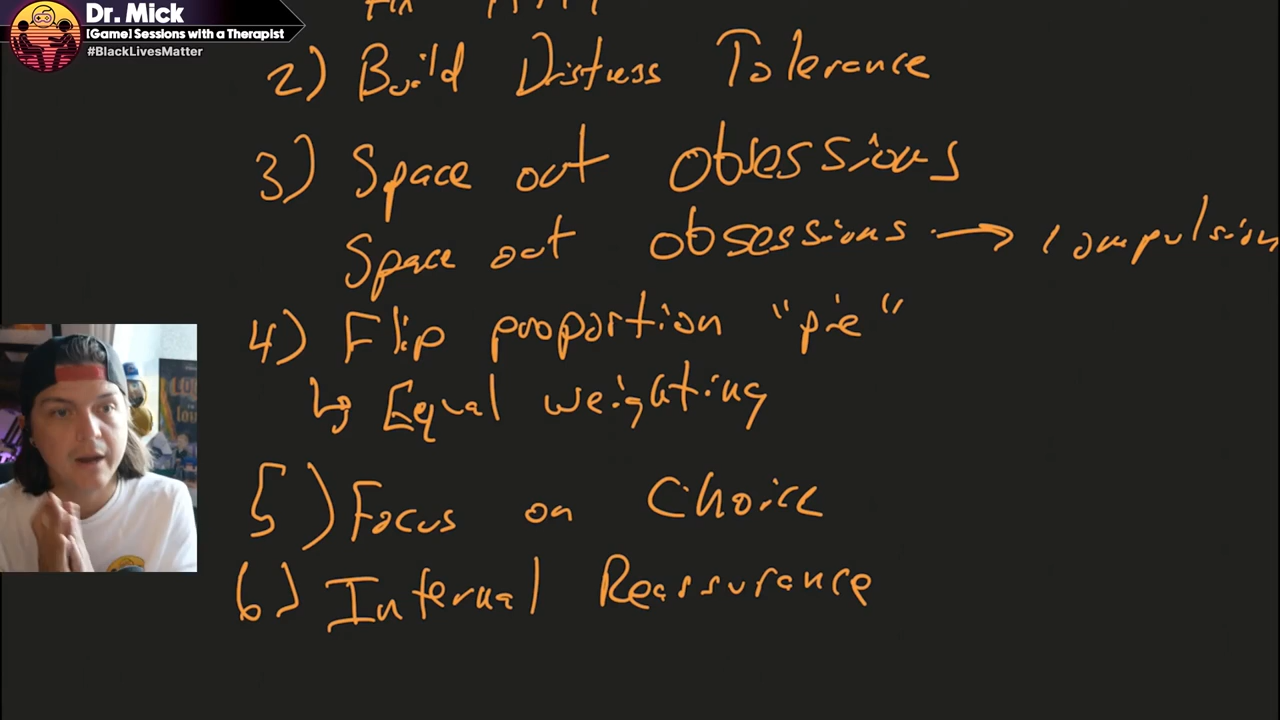 Dr. Mick
[Game] Sessions with a Therapist
#BlackLivesMatter
2) Build Distress Tolerance
3) Space out obsessions
Space out obsessions → compulsion
4) Flip proportion "pie"
↳ Equal weighting
5) Focus on Choice
6) Internal Reassurance